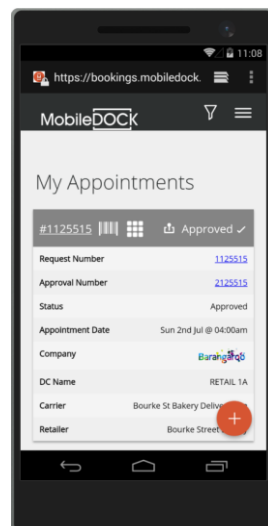 11:08
https://bookings.mobiledock.
MobileDOCK
My Appointments
#1125515 Approved
Request Number 1125515
Approval Number 2125515
Status Approved
Appointment Date Sun 2nd Jul @ 04:00am
Company Barangaroo
DC Name RETAIL 1A
Carrier Bourke St Bakery
Retailer Bourke Street